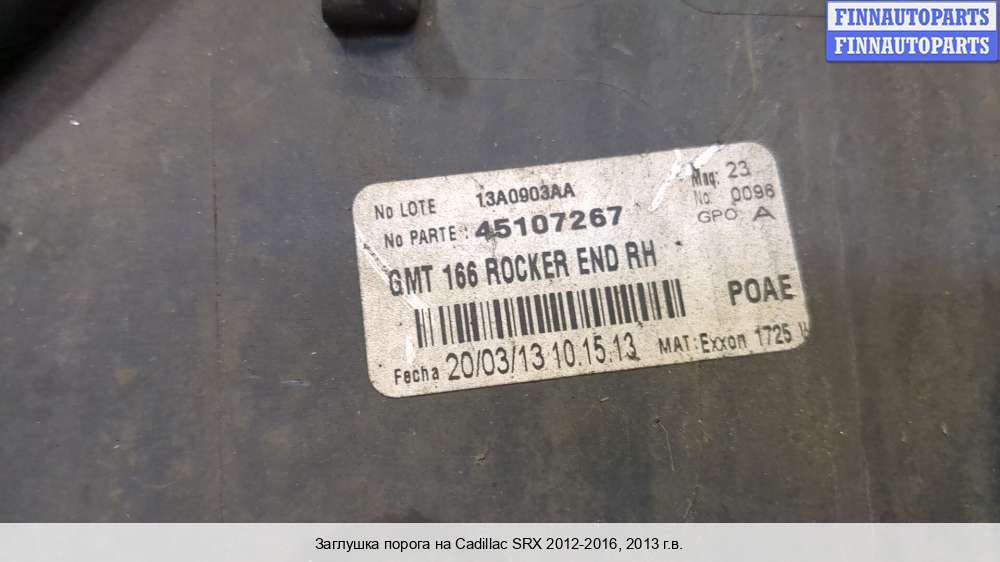 FINNAUTOPARTS
FINNAUTOPARTS
No LOTE 13A0903AA Maq: 23
No PARTE: 45107267 No: 0096
GPO A
GMT 166 ROCKER END RH
POAE
Fecha 20/03/13 10.15.13 MAT: Exxon 1725
Заглушка порога на Cadillac SRX 2012-2016, 2013 г.в.